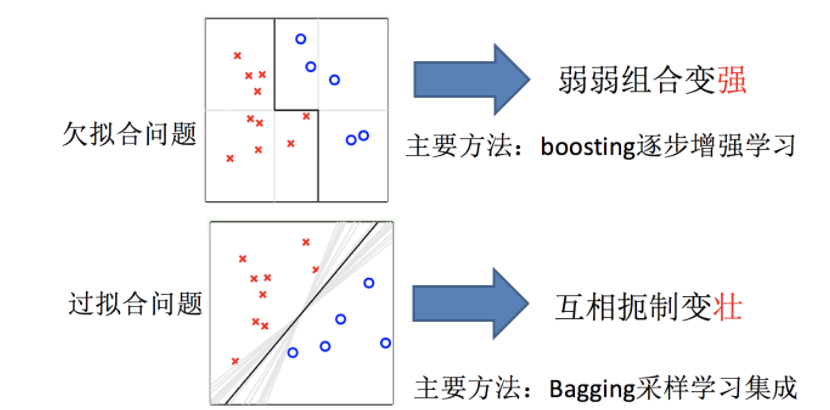 弱弱组合变强
欠拟合问题
主要方法：boosting逐步增强学习
过拟合问题
互相扼制变壮
主要方法：Bagging采样学习集成